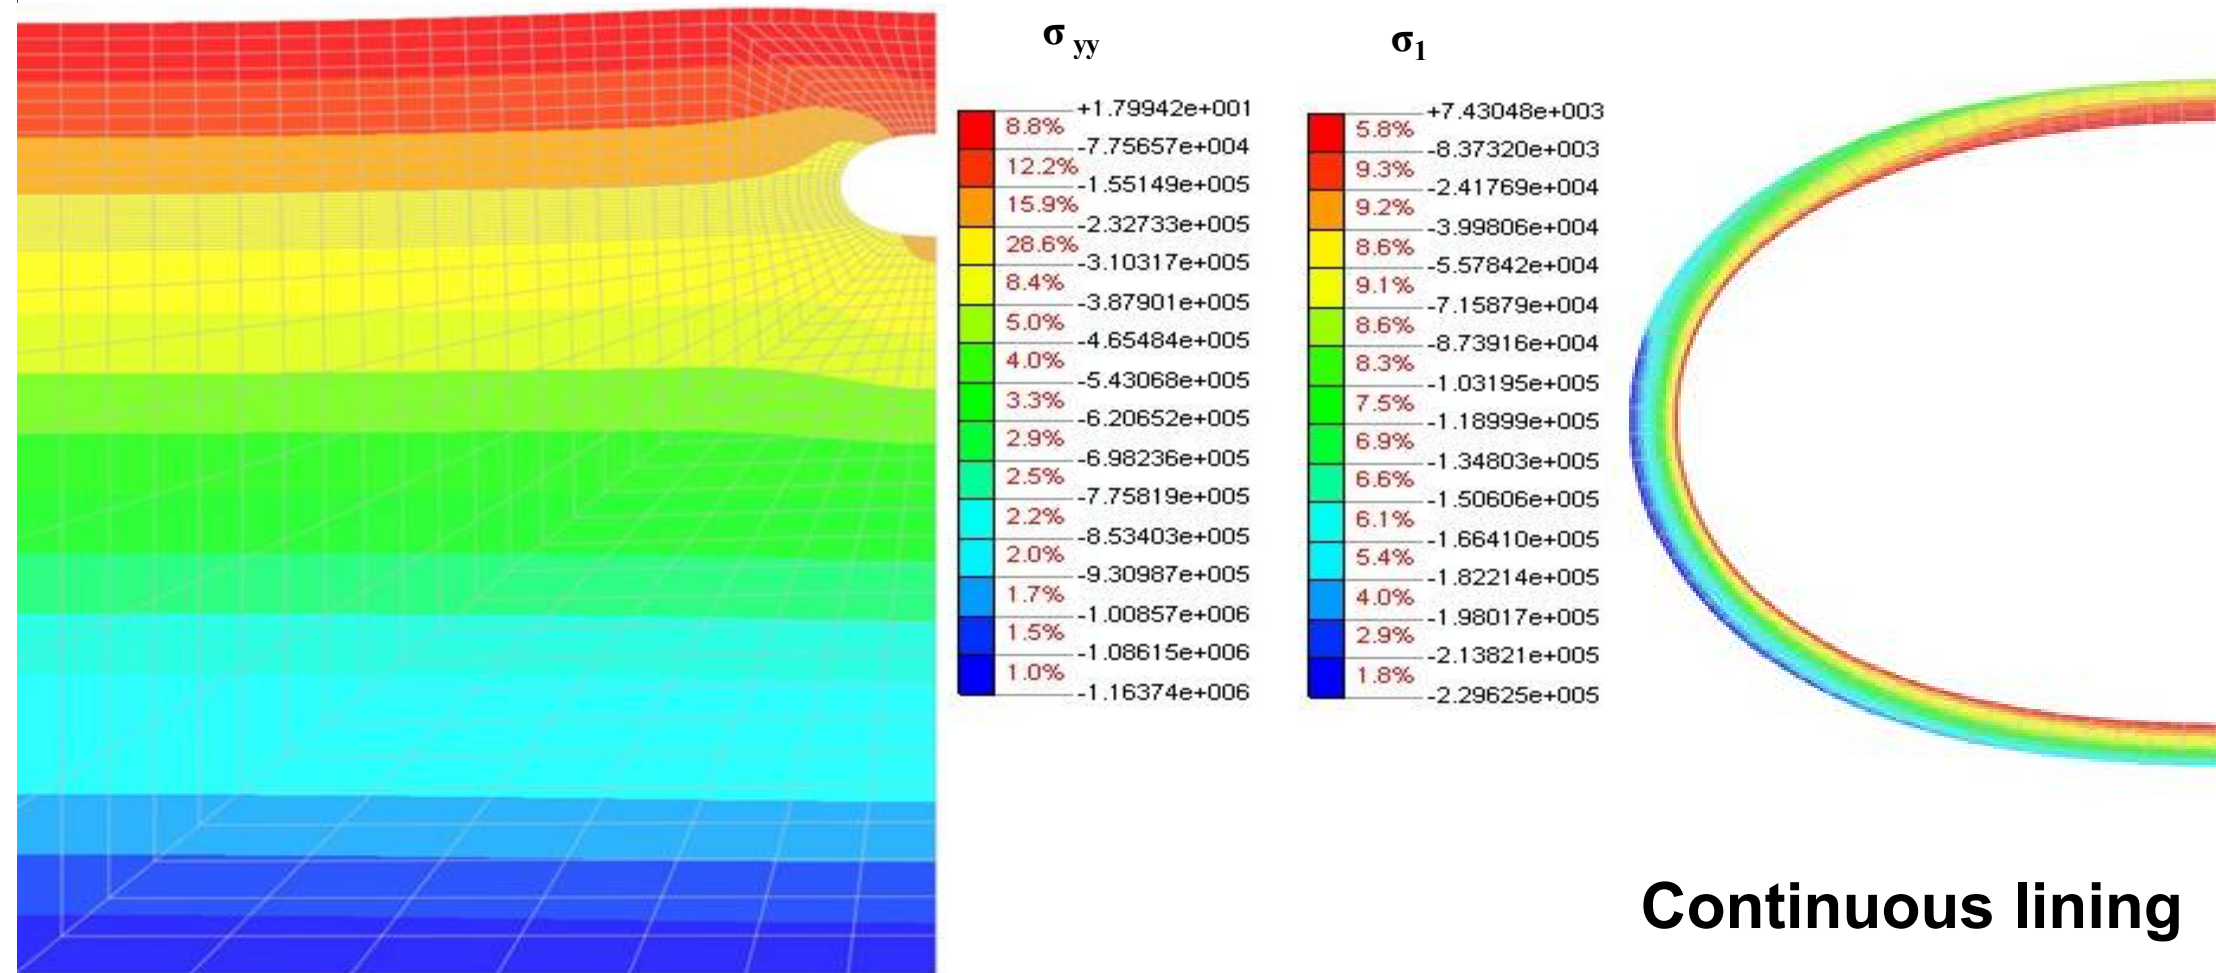 σ yy
+1.79942e+001
8.8%
-7.75657e+004
12.2%
-1.55149e+005
15.9%
-2.32733e+005
28.6%
-3.10317e+005
8.4%
-3.87901e+005
5.0%
-4.65484e+005
4.0%
-5.43068e+005
3.3%
-6.20652e+005
2.9%
-6.98236e+005
2.5%
-7.75819e+005
2.2%
-8.53403e+005
2.0%
-9.30987e+005
1.7%
-1.00857e+006
1.5%
-1.08615e+006
1.0%
-1.16374e+006
σ1
+7.43048e+003
5.8%
-8.37320e+003
9.3%
-2.41769e+004
9.2%
-3.99806e+004
8.6%
-5.57842e+004
9.1%
-7.15879e+004
8.6%
-8.73916e+004
8.3%
-1.03195e+005
7.5%
-1.18999e+005
6.9%
-1.34803e+005
6.6%
-1.50606e+005
6.1%
-1.66410e+005
5.4%
-1.82214e+005
4.0%
-1.98017e+005
2.9%
-2.13821e+005
1.8%
-2.29625e+005
Continuous lining